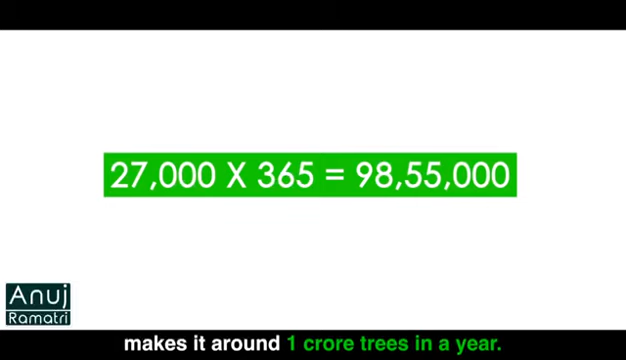 27,000 X 365 = 98,55,000
Anuj
Ramatri
makes it around 1 crore trees in a year.